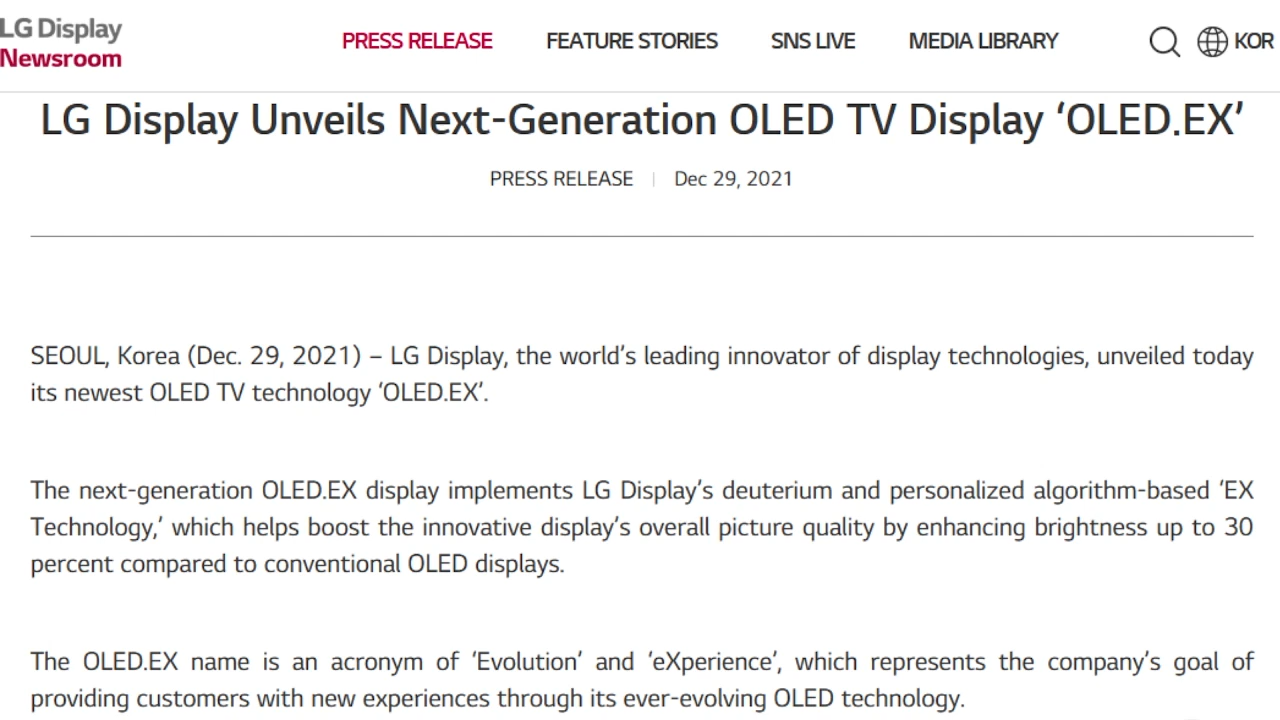 LG Display
Newsroom
PRESS RELEASE
FEATURE STORIES
SNS LIVE
MEDIA LIBRARY
KOR
LG Display Unveils Next-Generation OLED TV Display ‘OLED.EX’
PRESS RELEASE | Dec 29, 2021
SEOUL, Korea (Dec. 29, 2021) – LG Display, the world’s leading innovator of display technologies, unveiled today
its newest OLED TV technology ‘OLED.EX’.
The next-generation OLED.EX display implements LG Display’s deuterium and personalized algorithm-based ‘EX
Technology,’ which helps boost the innovative display’s overall picture quality by enhancing brightness up to 30
percent compared to conventional OLED displays.
The OLED.EX name is an acronym of ‘Evolution’ and ‘eXperience’, which represents the company’s goal of
providing customers with new experiences through its ever-evolving OLED technology.